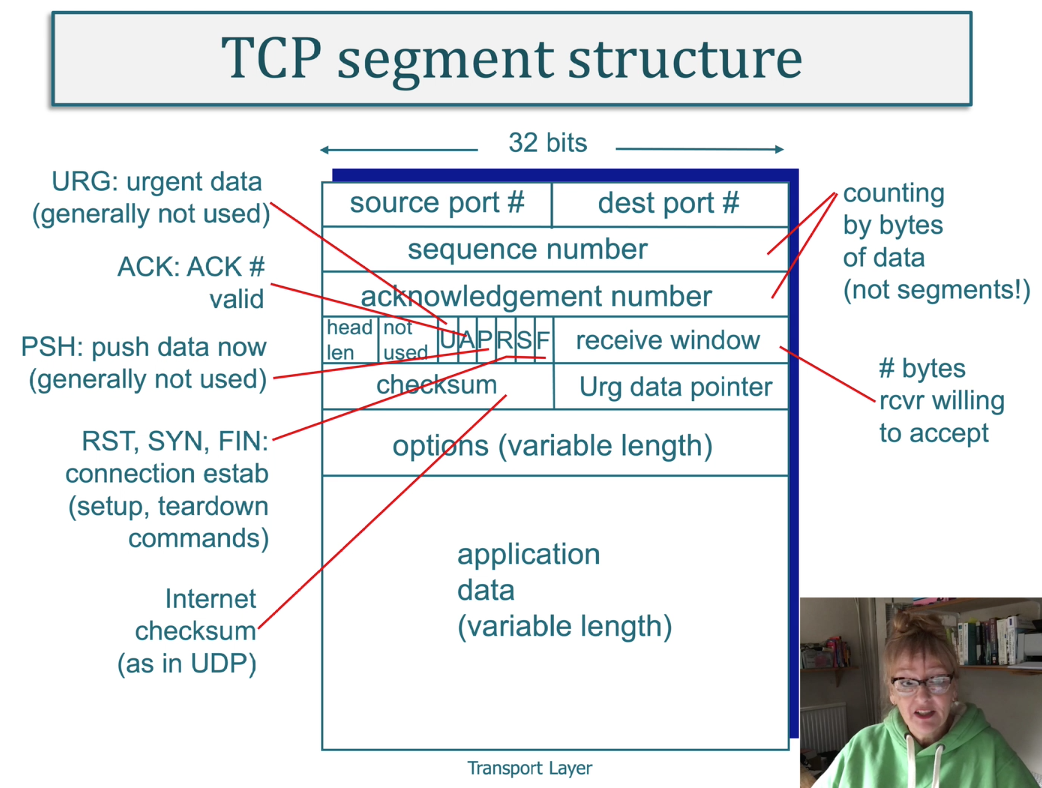 TCP segment structure
32 bits
URG: urgent data
(generally not used)
ACK: ACK #
valid
PSH: push data now
(generally not used)
RST, SYN, FIN:
connection estab
(setup, teardown
commands)
Internet
checksum
(as in UDP)
source port #
dest port #
sequence number
acknowledgement number
head
len
not
used
U
A
P
R
S
F
receive window
checksum
Urg data pointer
options (variable length)
application
data
(variable length)
counting
by bytes
of data
(not segments!)
# bytes
rcvr willing
to accept
Transport Layer